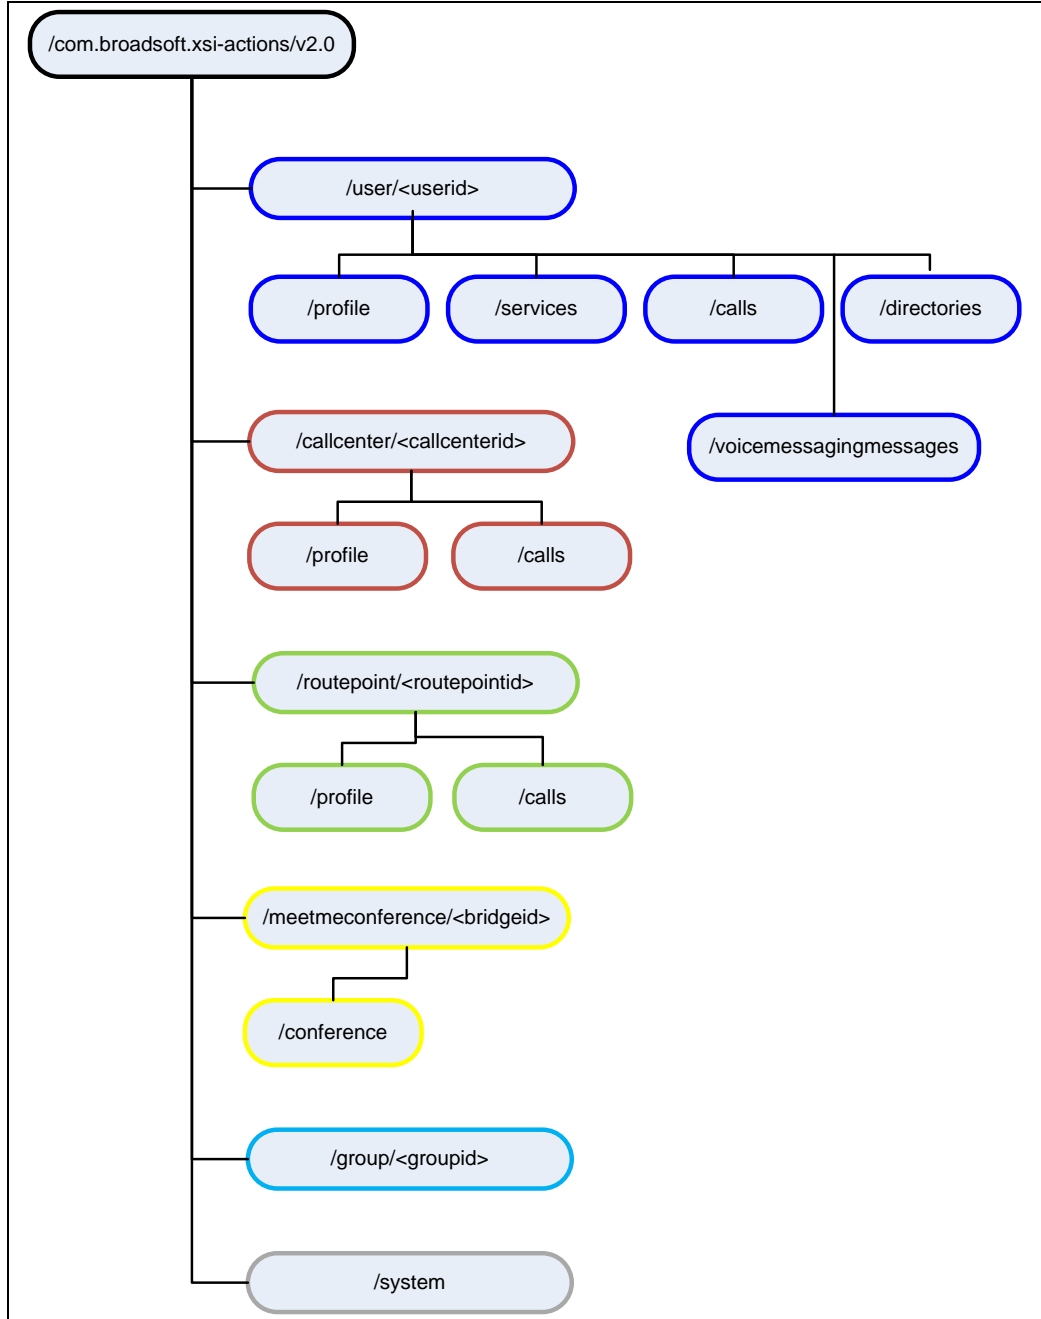 /com.broadsoft.xsi-actions/v2.0
/user/<userid>
/profile
/services
/calls
/directories
/voicemessagingmessages
/callcenter/<callcenterid>
/profile
/calls
/routepoint/<routepointid>
/profile
/calls
/meetmeconference/<bridgeid>
/conference
/group/<groupid>
/system